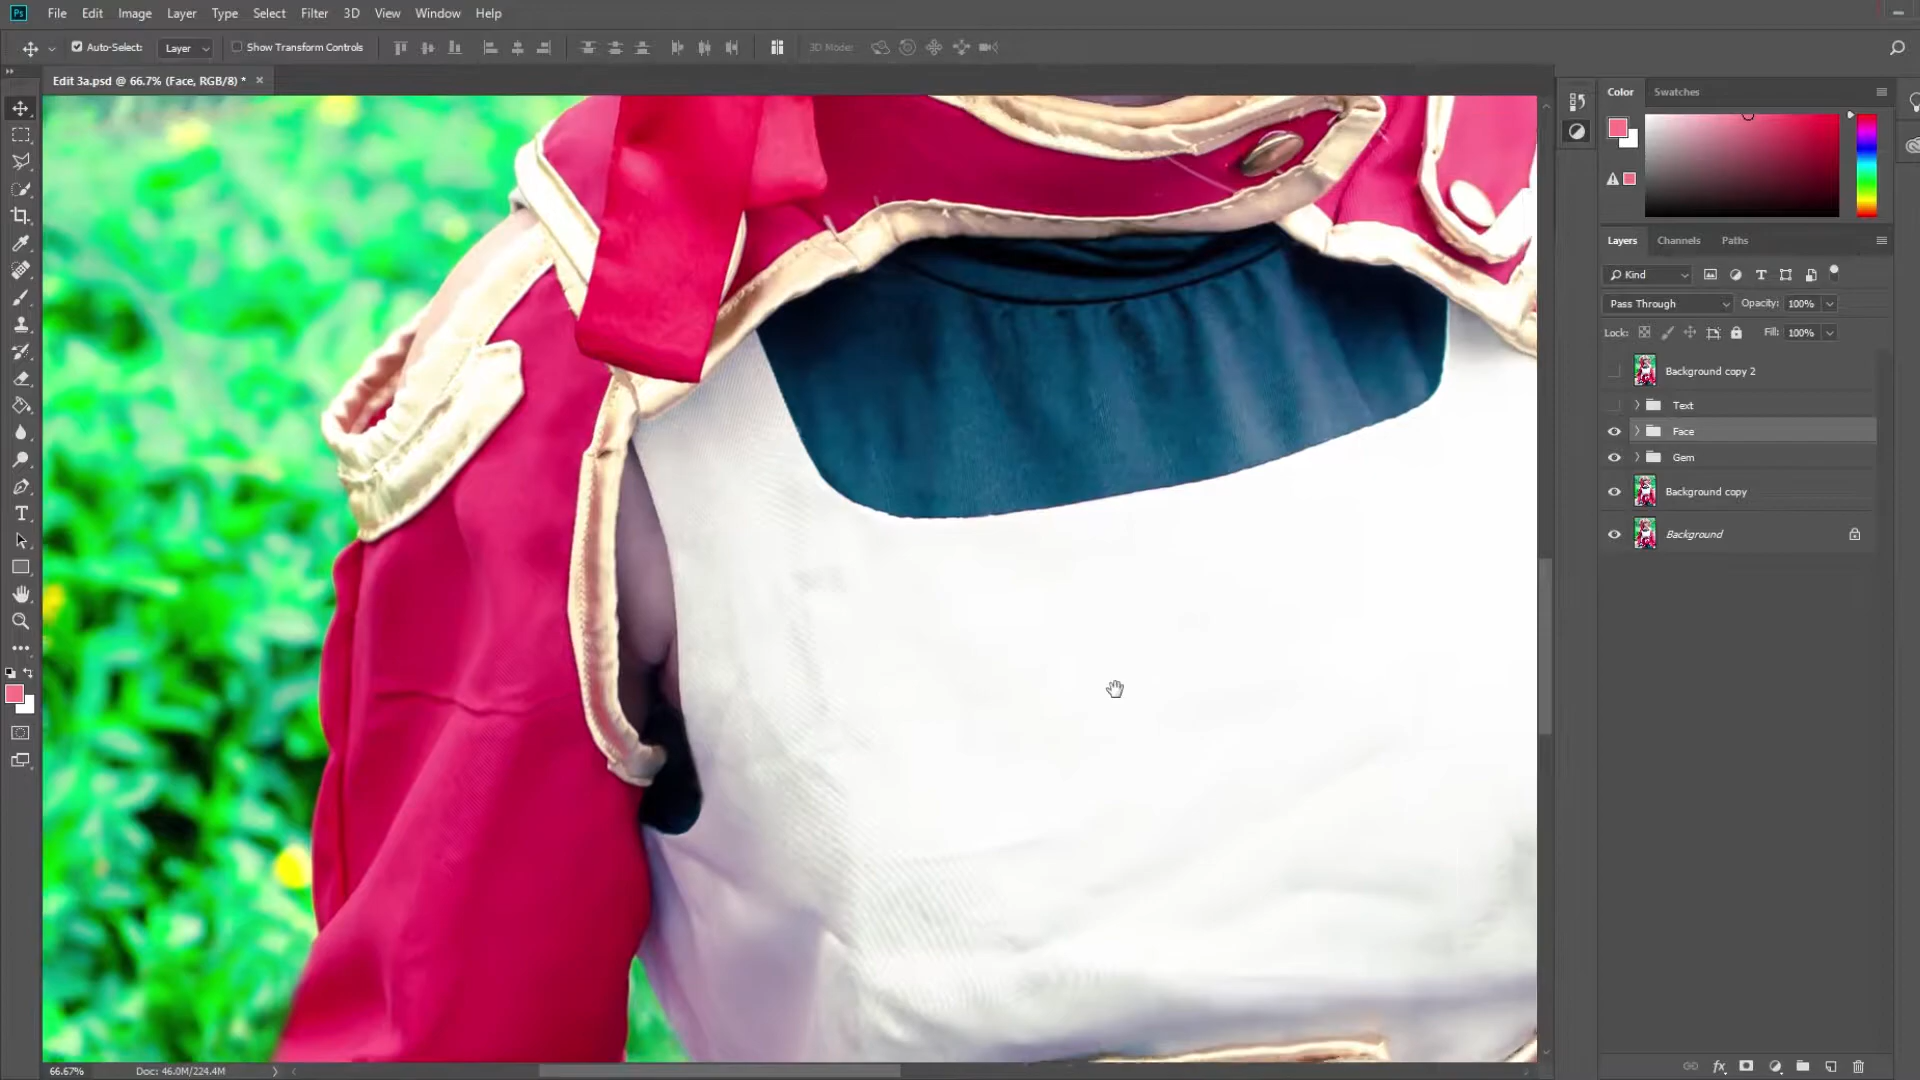 Ps File Edit Image Layer Type Select Filter 3D View Window Help
Auto-Select: Layer Show Transform Controls 3D Mode:
Edit 3a.psd @ 66.7% (Face, RGB/8) * ×
Color Swatches
Layers Channels Paths
Kind
Pass Through Opacity: 100%
Lock: Fill: 100%
Background copy 2
Text
Face
Gem
Background copy
Background
66.67% Doc: 46.0M/224.4M